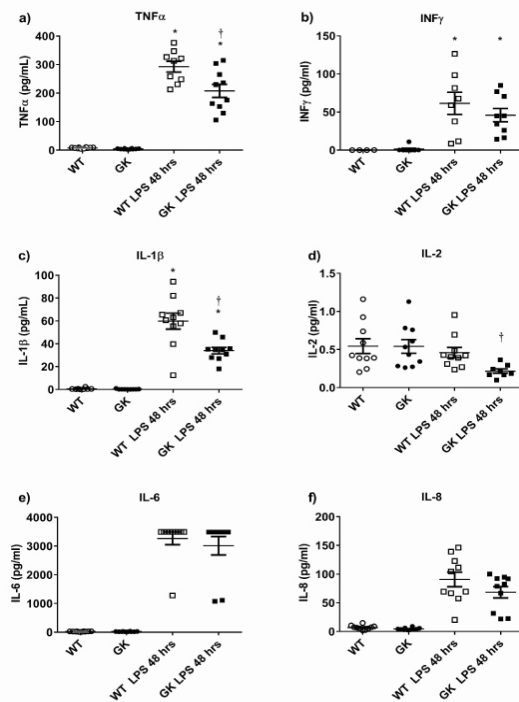 a) TNFα
TNFα (pg/mL)
400
300
200
100
0
* † *
WT GK WT LPS 48 hrs GK LPS 48 hrs
b) INFγ
INFγ (pg/ml)
150
100
50
0
* *
WT GK WT LPS 48 hrs GK LPS 48 hrs
c) IL-1β
IL-1β (pg/mL)
100
80
60
40
20
0
* † *
WT GK WT LPS 48 hrs GK LPS 48 hrs
d) IL-2
IL-2 (pg/ml)
1.5
1.0
0.5
0.0
†
WT GK WT LPS 48 hrs GK LPS 48 hrs
e) IL-6
IL-6 (pg/ml)
4000
3000
2000
1000
0
WT GK WT LPS 48 hrs GK LPS 48 hrs
f) IL-8
IL-8 (pg/ml)
200
150
100
50
0
WT GK WT LPS 48 hrs GK LPS 48 hrs